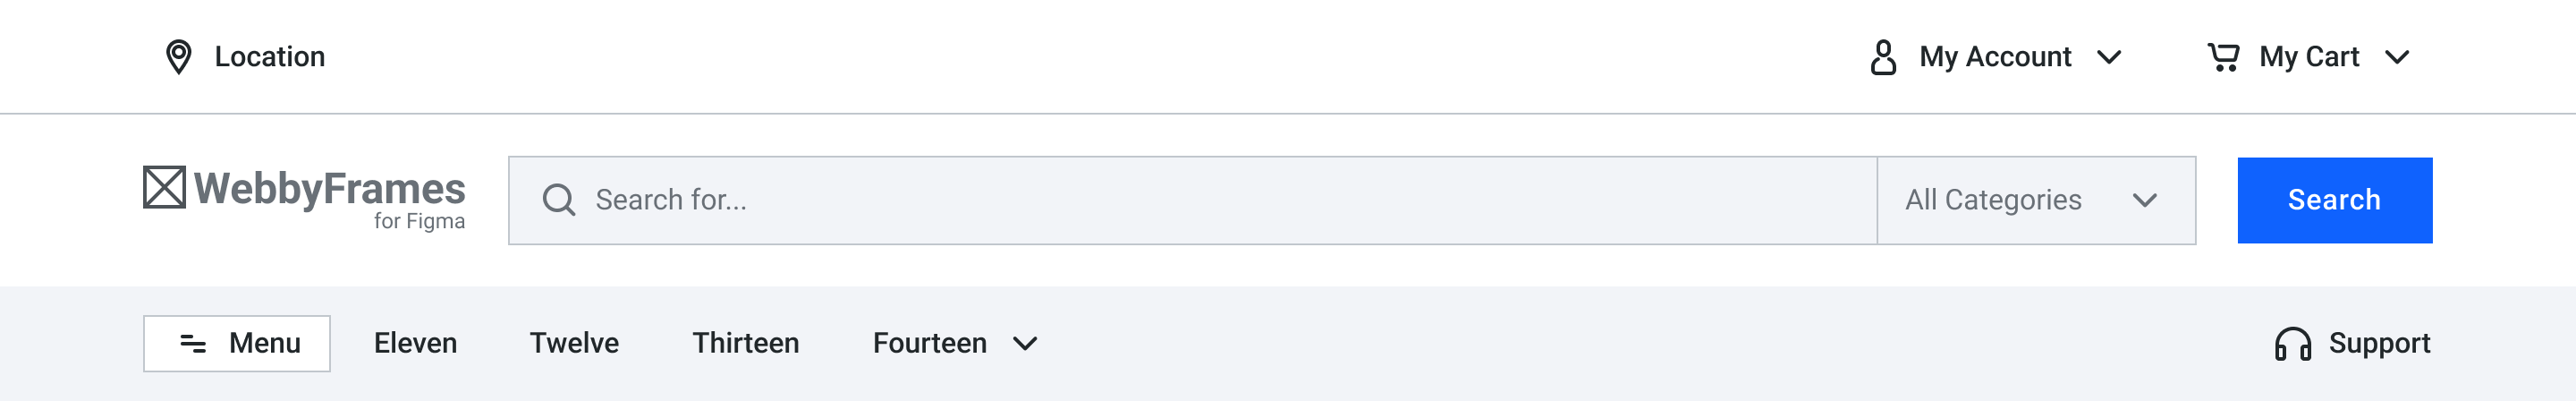 Location
My Account
My Cart
WebbyFrames
for Figma
Search for...
All Categories
Search
Menu
Eleven
Twelve
Thirteen
Fourteen
Support